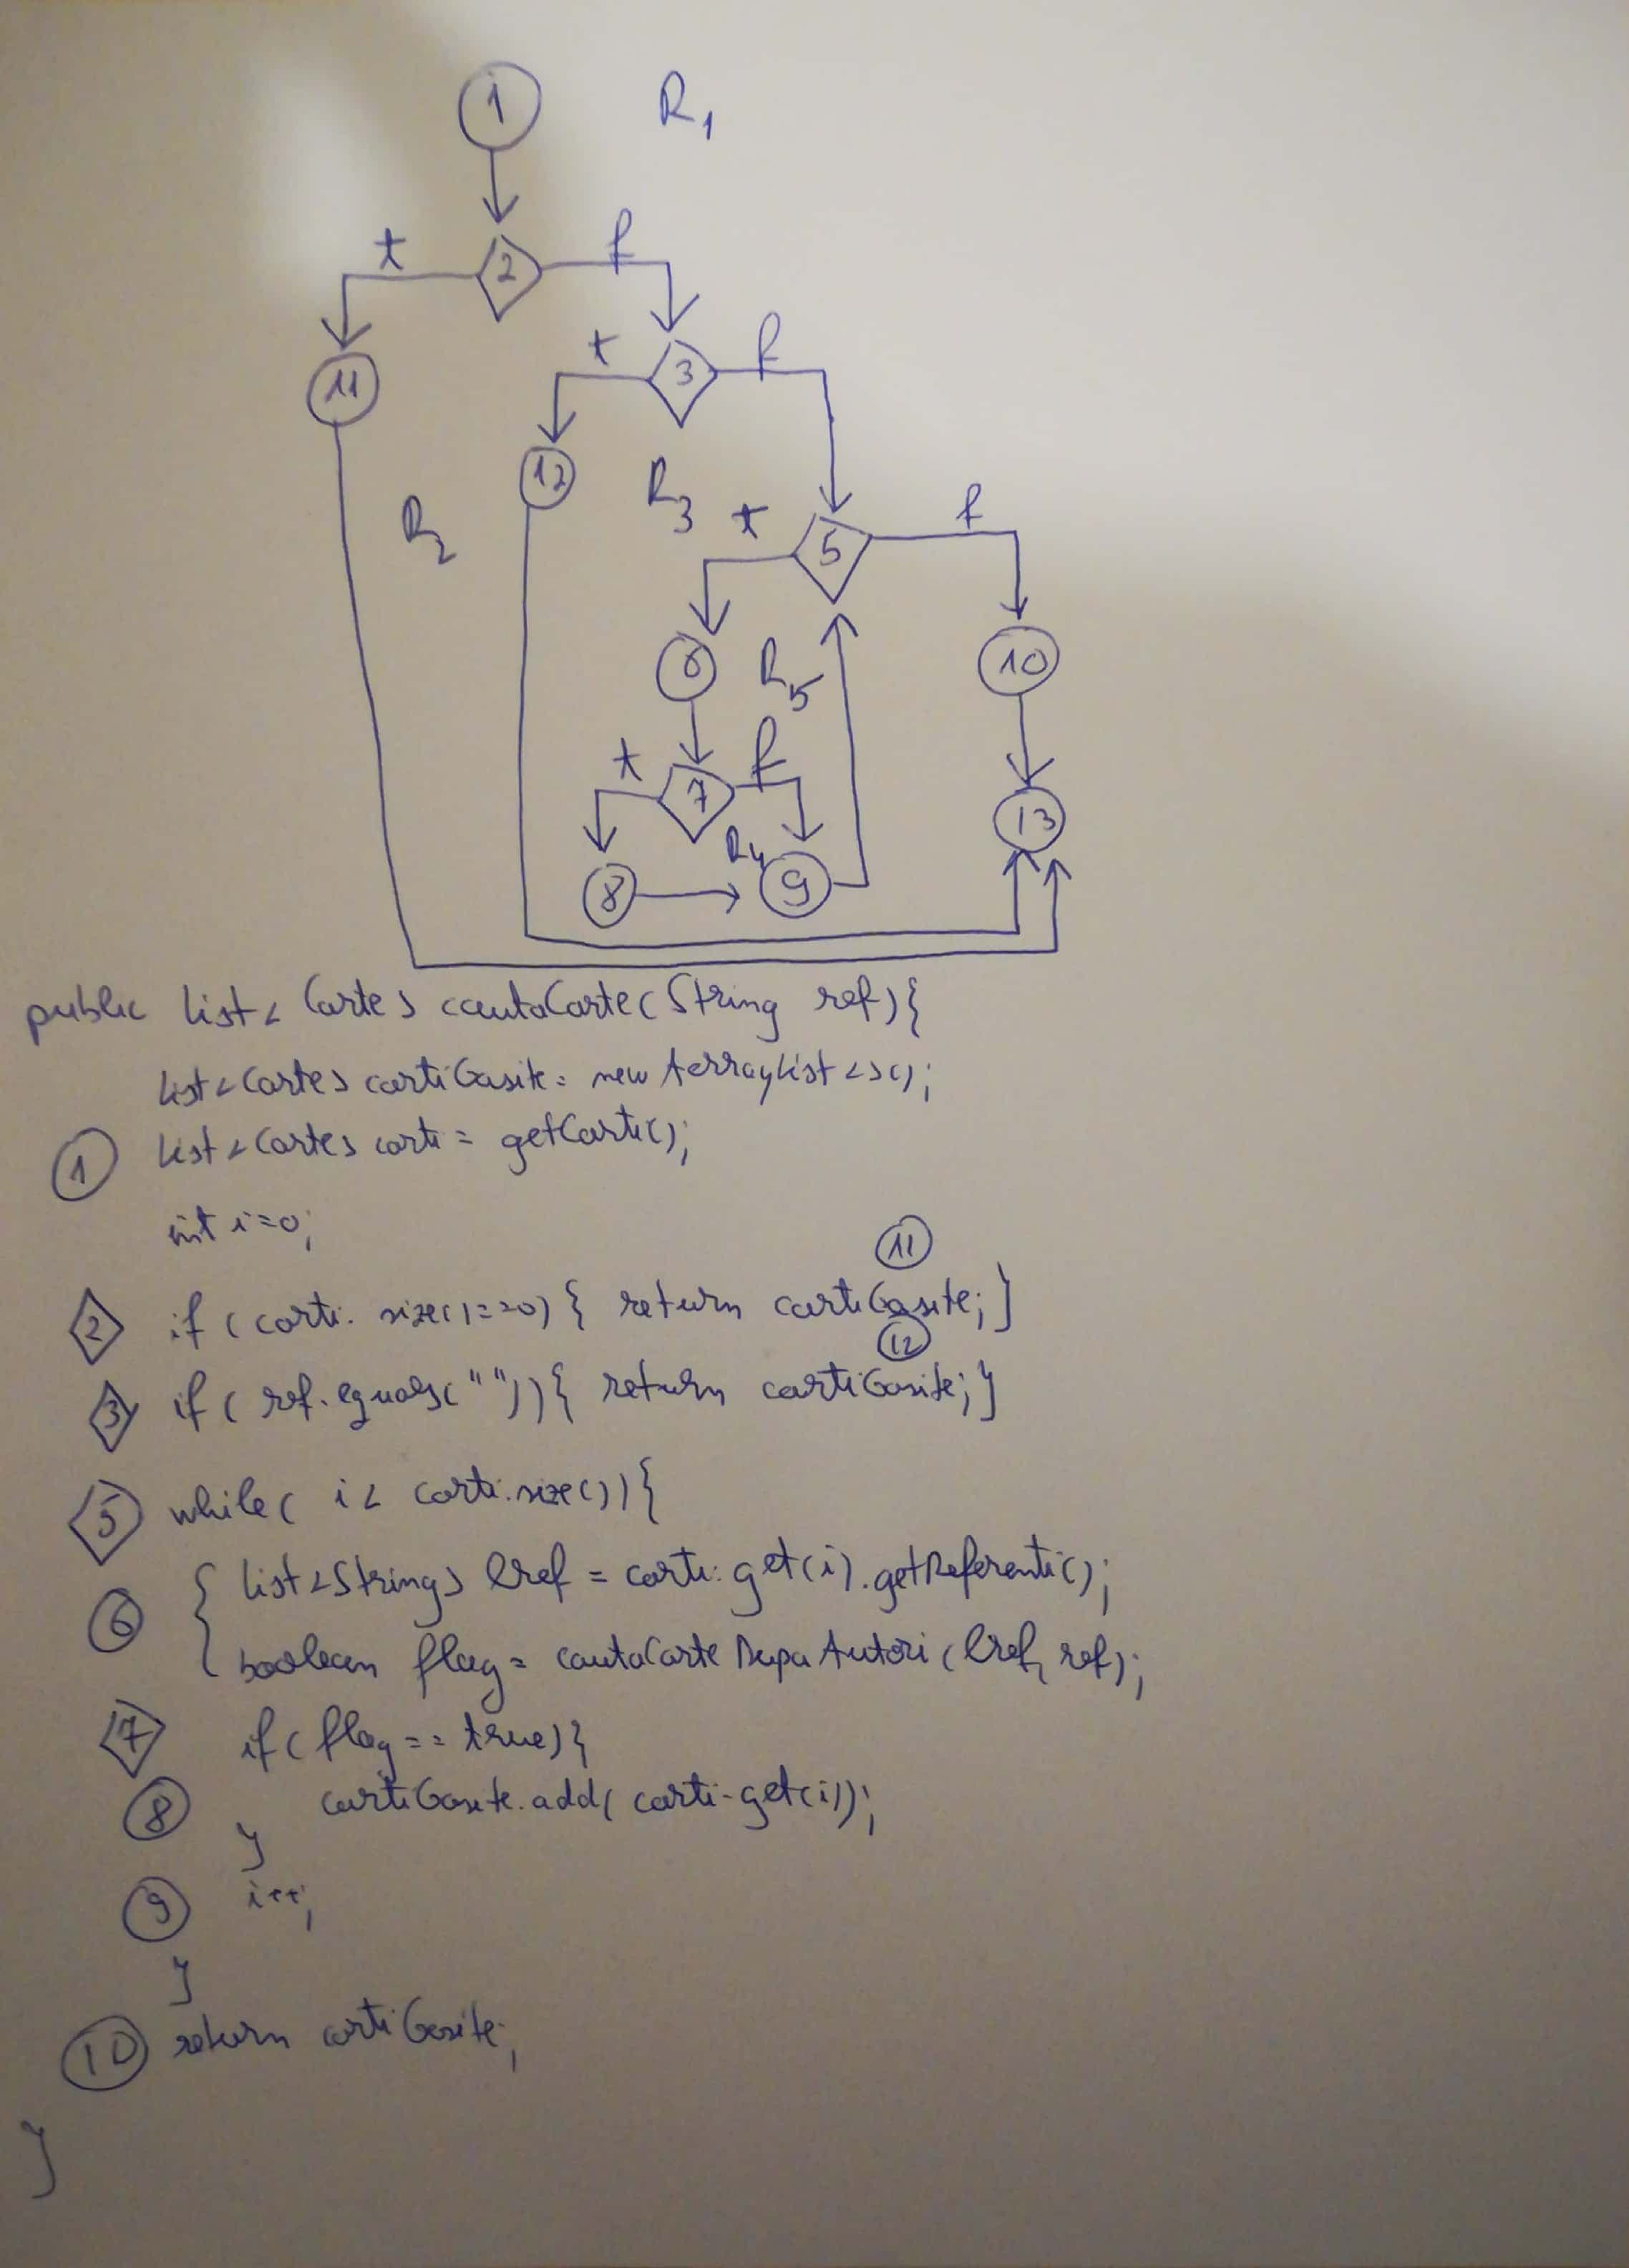 1 R1
t 2 f
11 t 3 f
12 R3 t 5 f
R2
6 R5 10
t 7 f
R4 13
8 9
public List<Carte> cautaCarte(String ref){
List<Carte> cartiGasite = new ArrayList<>();
1 List<Carte> carti = getCarti();
int i=0;
11
2 if (carti.size()==0) { return cartiGasite; }
12
3 if (ref.equals("")){ return cartiGasite; }
5 while( i< carti.size()){
{ List<String> lref = carti.get(i).getReferenti();
6
boolean flag = cautaCarteDupaAutori(lref, ref);
7 if (flag == true){
8 cartiGasite.add(carti.get(i));
}
9 i++;
}
10 return cartiGasite;
}